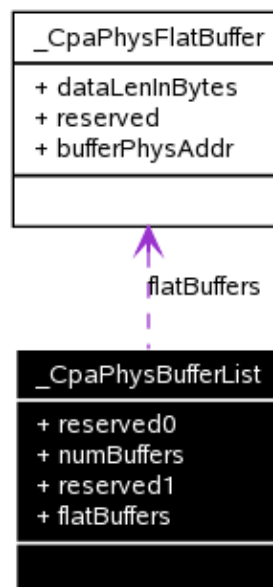 _CpaPhysFlatBuffer
+ dataLenInBytes
+ reserved
+ bufferPhysAddr
flatBuffers
_CpaPhysBufferList
+ reserved0
+ numBuffers
+ reserved1
+ flatBuffers